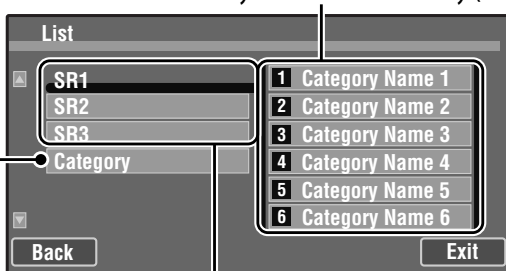 List
SR1
SR2
SR3
Category
1 Category Name 1
2 Category Name 2
3 Category Name 3
4 Category Name 4
5 Category Name 5
6 Category Name 6
Back
Exit